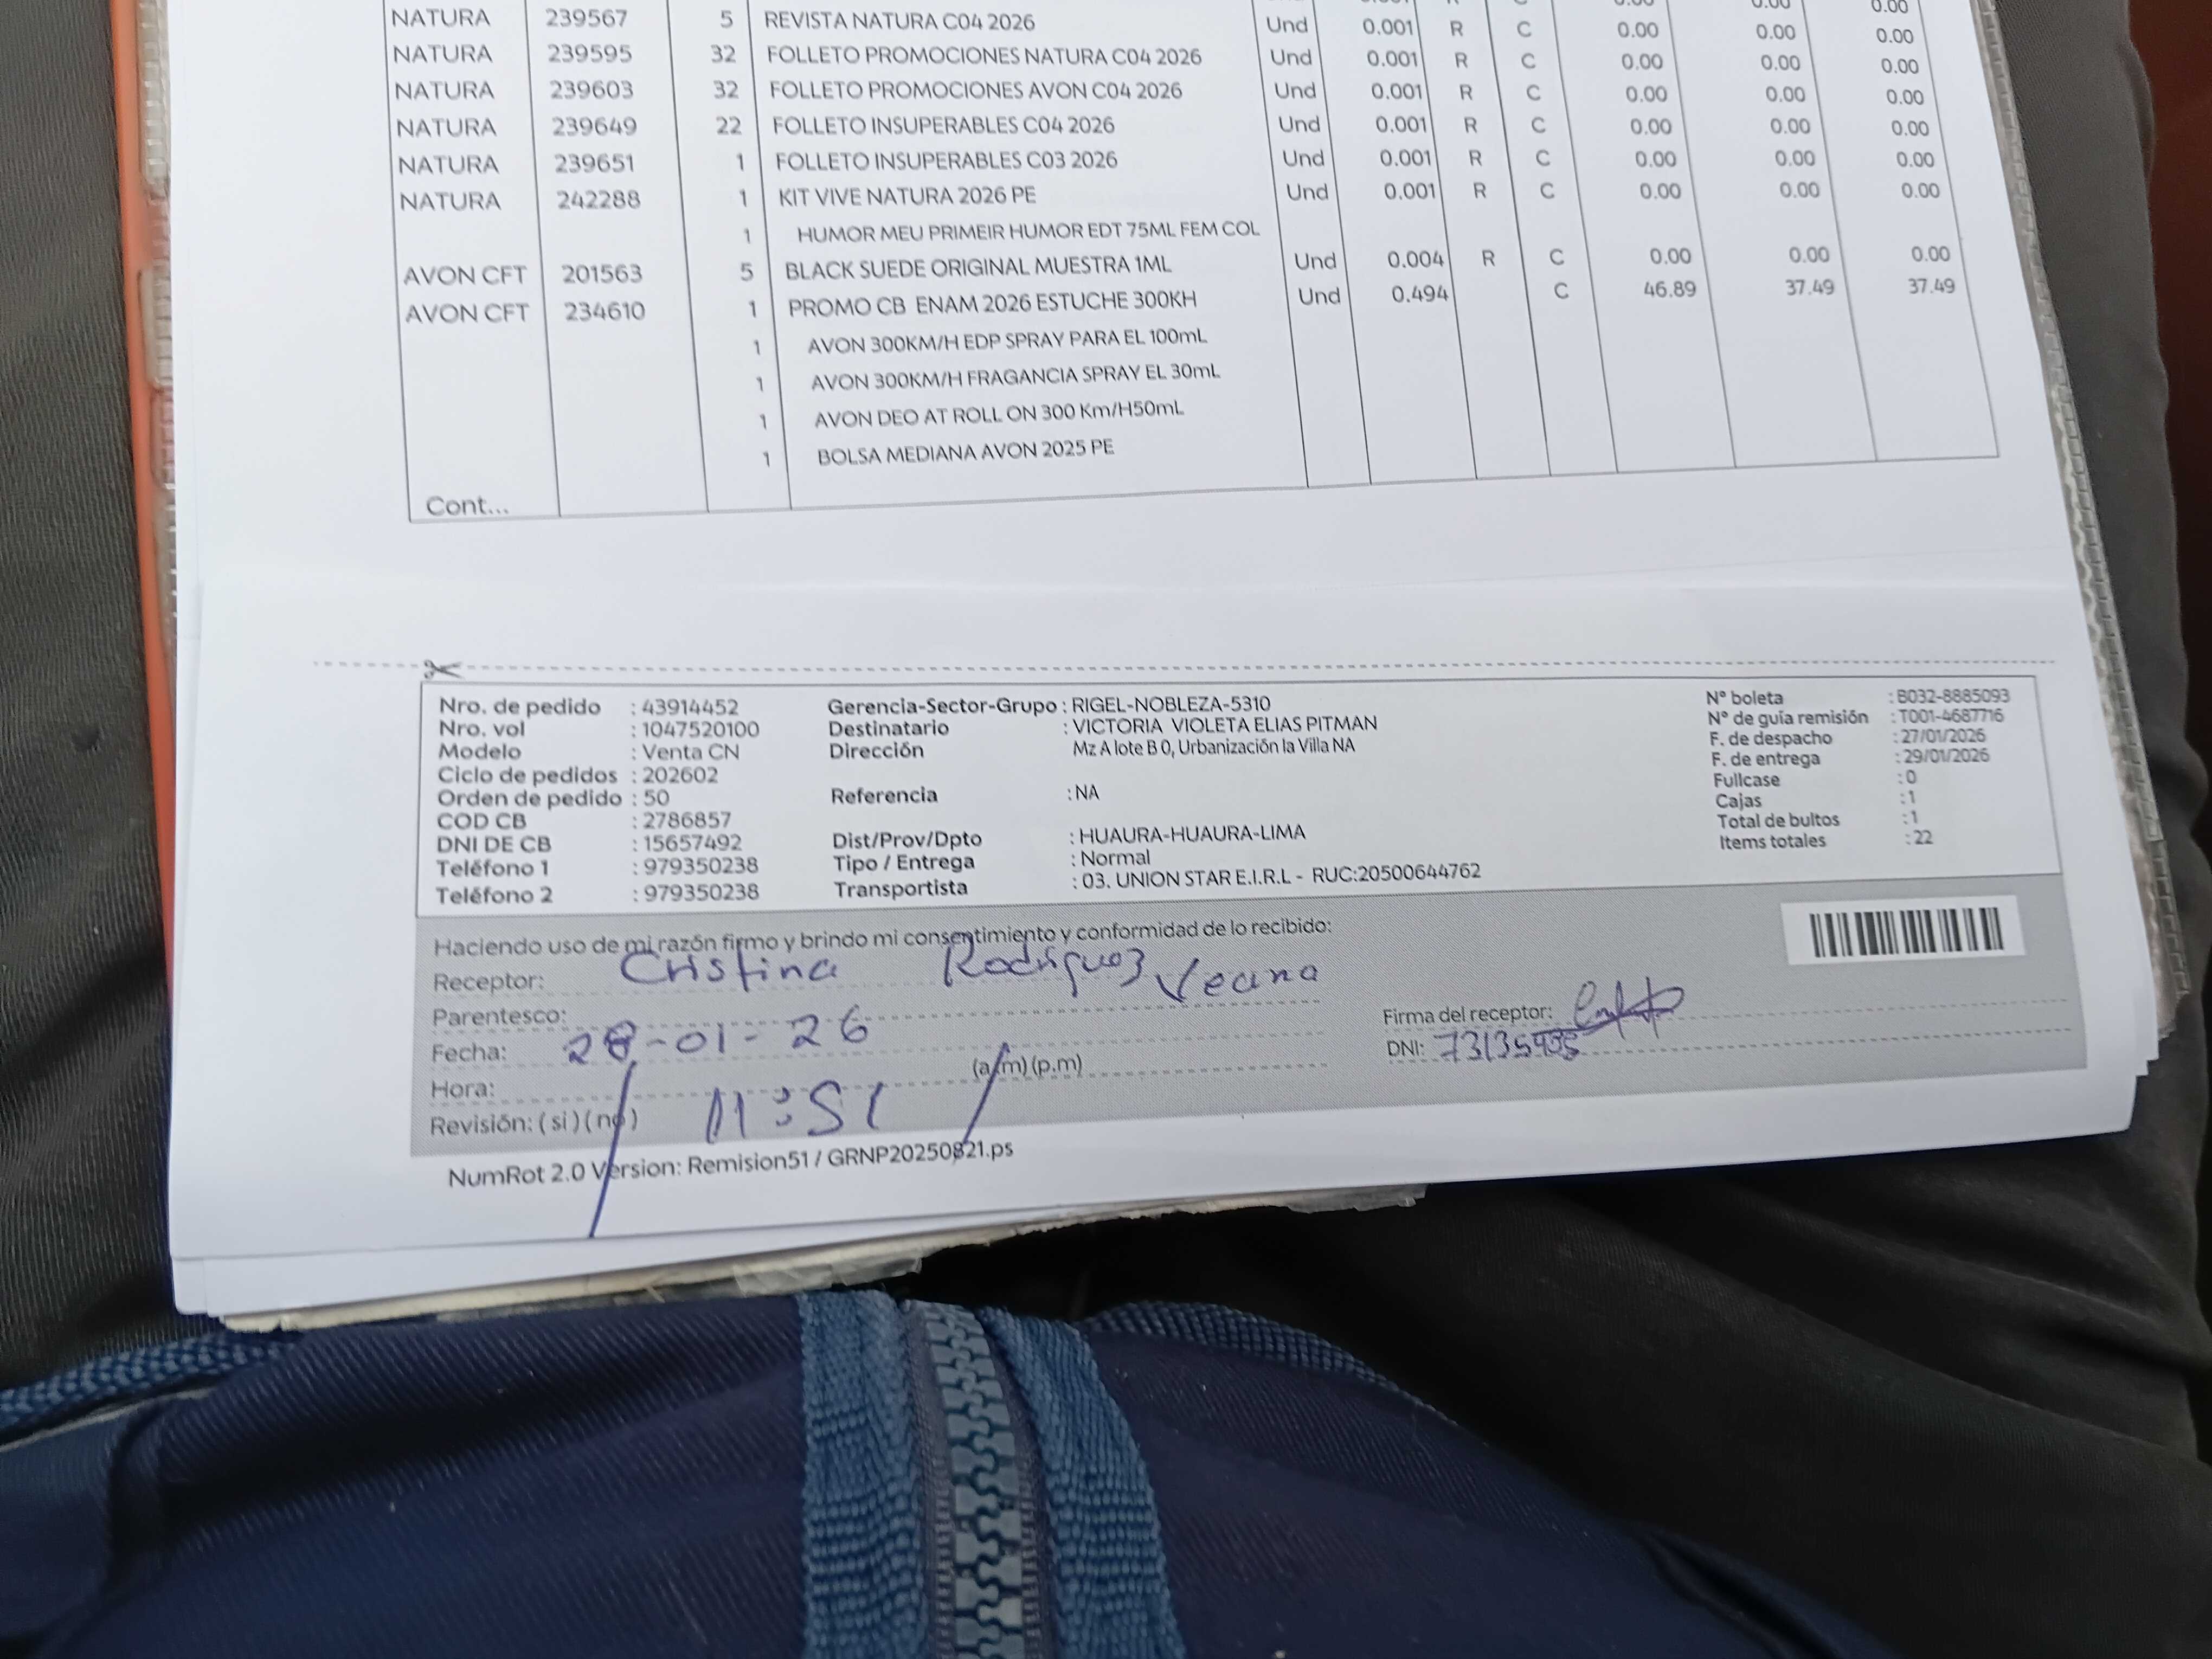 NATURA 239567 5 REVISTA NATURA C04 2026 Und 0.001 R C 0.00 0.00 0.00
NATURA 239595 32 FOLLETO PROMOCIONES NATURA C04 2026 Und 0.001 R C 0.00 0.00 0.00
NATURA 239603 32 FOLLETO PROMOCIONES AVON C04 2026 Und 0.001 R C 0.00 0.00 0.00
NATURA 239649 22 FOLLETO INSUPERABLES C04 2026 Und 0.001 R C 0.00 0.00 0.00
NATURA 239651 1 FOLLETO INSUPERABLES C03 2026 Und 0.001 R C 0.00 0.00 0.00
NATURA 242288 1 KIT VIVE NATURA 2026 PE Und 0.001 R C 0.00 0.00 0.00
1 HUMOR MEU PRIMEIR HUMOR EDT 75ML FEM COL
AVON CFT 201563 5 BLACK SUEDE ORIGINAL MUESTRA 1ML Und 0.004 R C 0.00 0.00 0.00
AVON CFT 234610 1 PROMO CB ENAM 2026 ESTUCHE 300KH Und 0.494 C 46.89 37.49 37.49
1 AVON 300KM/H EDP SPRAY PARA EL 100mL
1 AVON 300KM/H FRAGANCIA SPRAY EL 30mL
1 AVON DEO AT ROLL ON 300 Km/H50mL
1 BOLSA MEDIANA AVON 2025 PE
Cont...
Nro. de pedido : 43914452 Gerencia-Sector-Grupo : RIGEL-NOBLEZA-5310 N° boleta : B032-8885093
Nro. vol : 1047520100 Destinatario : VICTORIA VIOLETA ELIAS PITMAN N° de guía remisión : T001-4687716
Modelo : Venta CN Dirección Mz A lote B 0, Urbanización la Villa NA F. de despacho : 27/01/2026
Ciclo de pedidos : 202602 F. de entrega : 29/01/2026
Orden de pedido : 50 Referencia : NA Fullcase : 0
COD CB : 2786857 Cajas : 1
DNI DE CB : 15657492 Dist/Prov/Dpto : HUAURA-HUAURA-LIMA Total de bultos : 1
Teléfono 1 : 979350238 Tipo / Entrega : Normal Items totales : 22
Teléfono 2 : 979350238 Transportista : 03. UNION STAR E.I.R.L - RUC:20500644762
Haciendo uso de mi razón firmo y brindo mi consentimiento y conformidad de lo recibido:
Receptor: Cristina Rodriguez
Parentesco: Firma del receptor:
Fecha: 28-01-26 DNI:
Hora: 11:51 (a.m) (p.m)
Revisión: ( si ) ( no )
NumRot 2.0 Version: Remision51 / GRNP20250821.ps